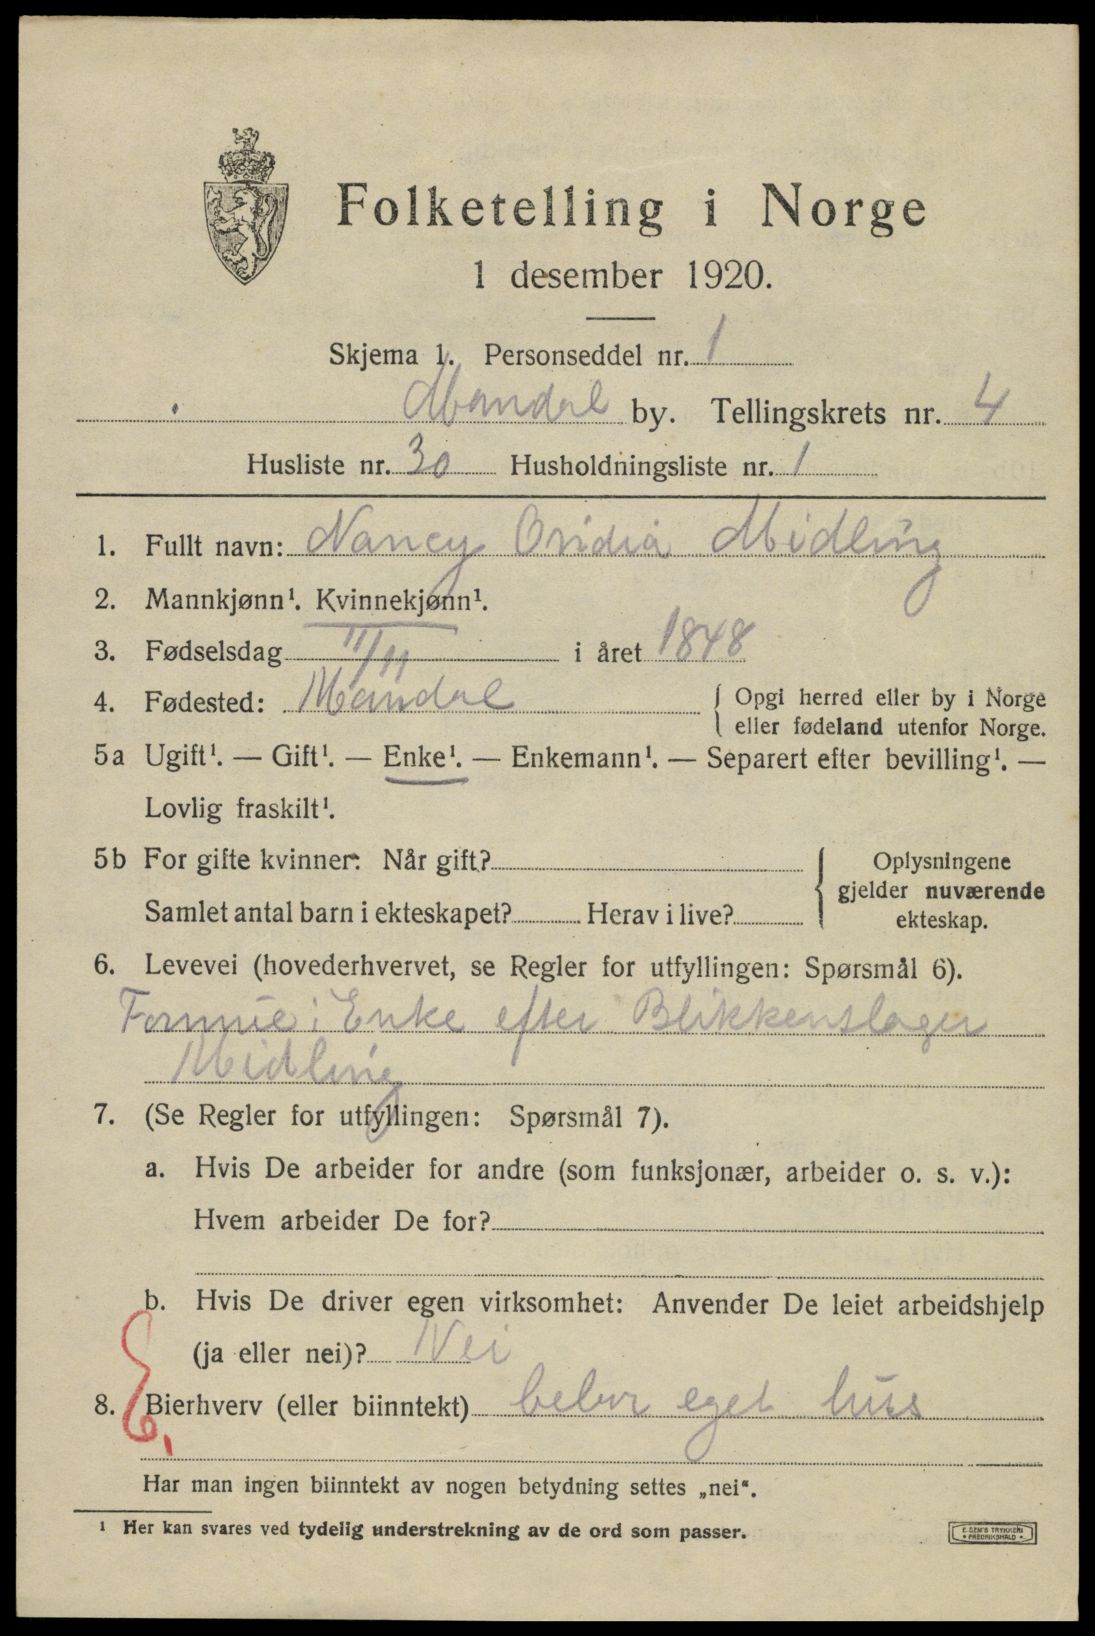 Folketelling i Norge
1 desember 1920.
Skjema 1. Personseddel nr. 1
Mandal by. Tellingskrets nr. 4
Husliste nr. 30 Husholdningsliste nr. 1
1. Fullt navn: Nancy Ovidia Midling
2. Mannkjønn¹. Kvinnekjønn¹.
3. Fødselsdag 11/11 i året 1848
4. Fødested: Mandal { Opgi herred eller by i Norge
eller fødeland utenfor Norge.
5a Ugift¹. — Gift¹. — Enke¹. — Enkemann¹. — Separert efter bevilling¹. —
Lovlig fraskilt¹.
5b For gifte kvinner: Når gift? { Oplysningene
gjelder nuværende
Samlet antal barn i ekteskapet? Herav i live? ekteskap.
6. Levevei (hovederhvervet, se Regler for utfyllingen: Spørsmål 6).
Formue: Enke efter Blikkenslager
Midling
7. (Se Regler for utfyllingen: Spørsmål 7).
a. Hvis De arbeider for andre (som funksjonær, arbeider o. s. v.):
Hvem arbeider De for?
b. Hvis De driver egen virksomhet: Anvender De leiet arbeidshjelp
(ja eller nei)? Nei
8. Bierhverv (eller biinntekt) bebor eget hus
Har man ingen biinntekt av nogen betydning settes „nei“.
¹ Her kan svares ved tydelig understrekning av de ord som passer.
E. SEM'S TRYKKERI
• FREDRIKSHALD •